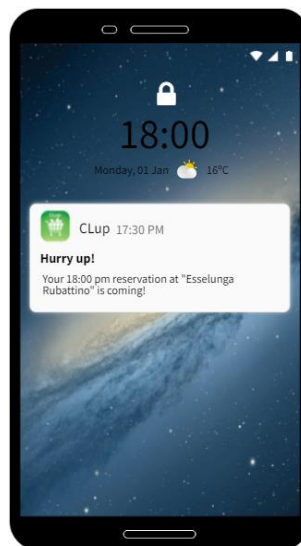 18:00
Monday, 01 Jan 16°C
CLup 17:30 PM
Hurry up!
Your 18:00 pm reservation at "Esselunga
Rubattino" is coming!